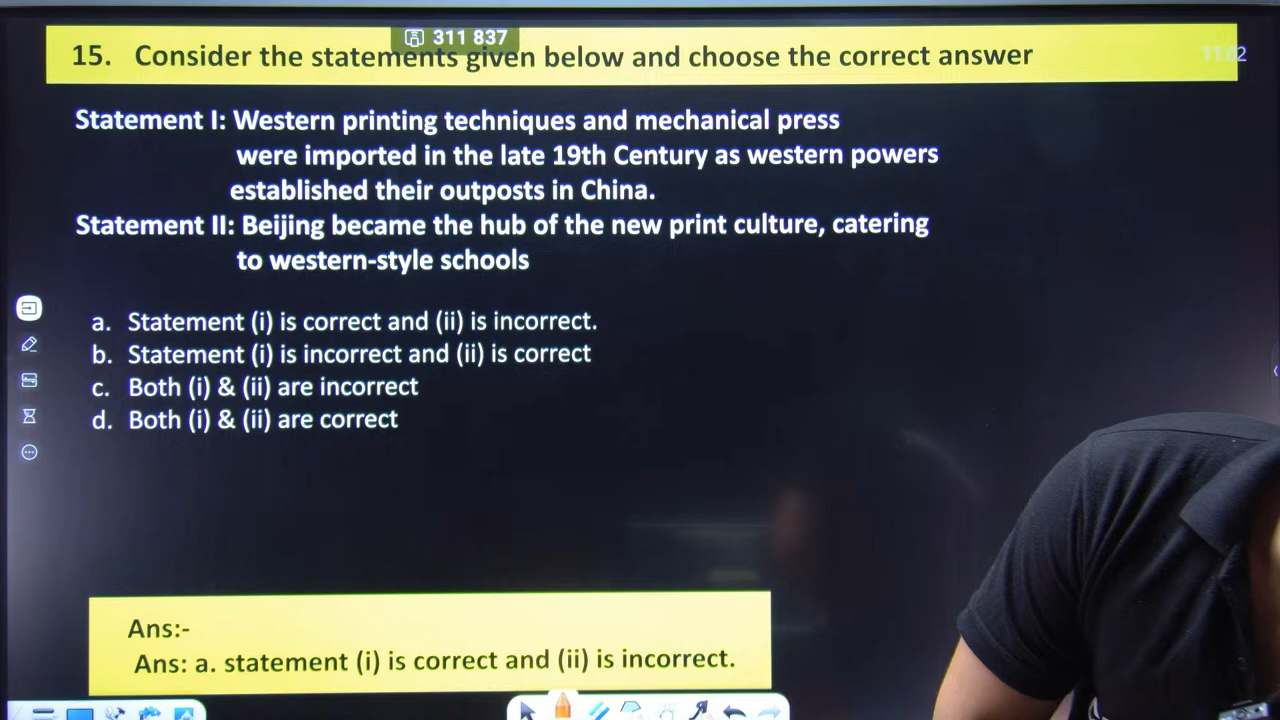 311 837
15. Consider the statements given below and choose the correct answer
11:02
Statement I: Western printing techniques and mechanical press
were imported in the late 19th Century as western powers
established their outposts in China.
Statement II: Beijing became the hub of the new print culture, catering
to western-style schools
a. Statement (i) is correct and (ii) is incorrect.
b. Statement (i) is incorrect and (ii) is correct
c. Both (i) & (ii) are incorrect
d. Both (i) & (ii) are correct
Ans:-
Ans: a. statement (i) is correct and (ii) is incorrect.